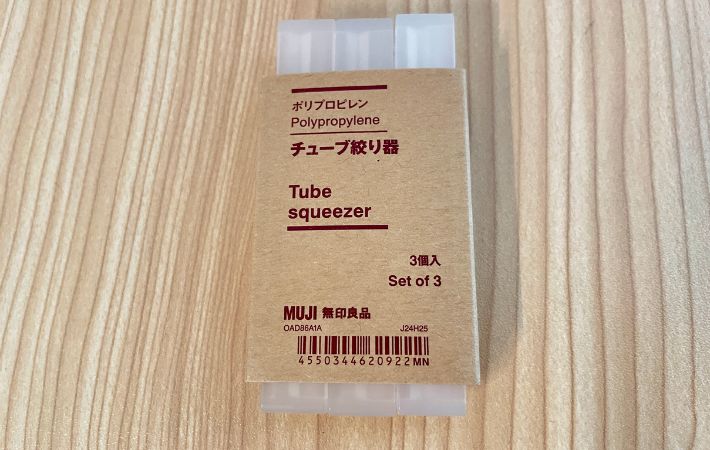 ポリプロピレン
Polypropylene
チューブ絞り器
Tube
squeezer
3個入
Set of 3
MUJI 無印良品
OAD86A1A J24H25
4550344620922MN